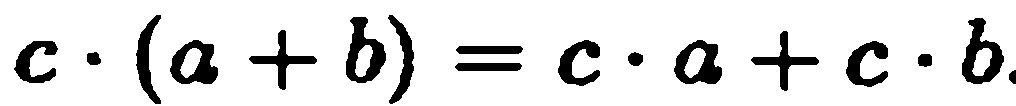 c · (a + b) = c · a + c · b.